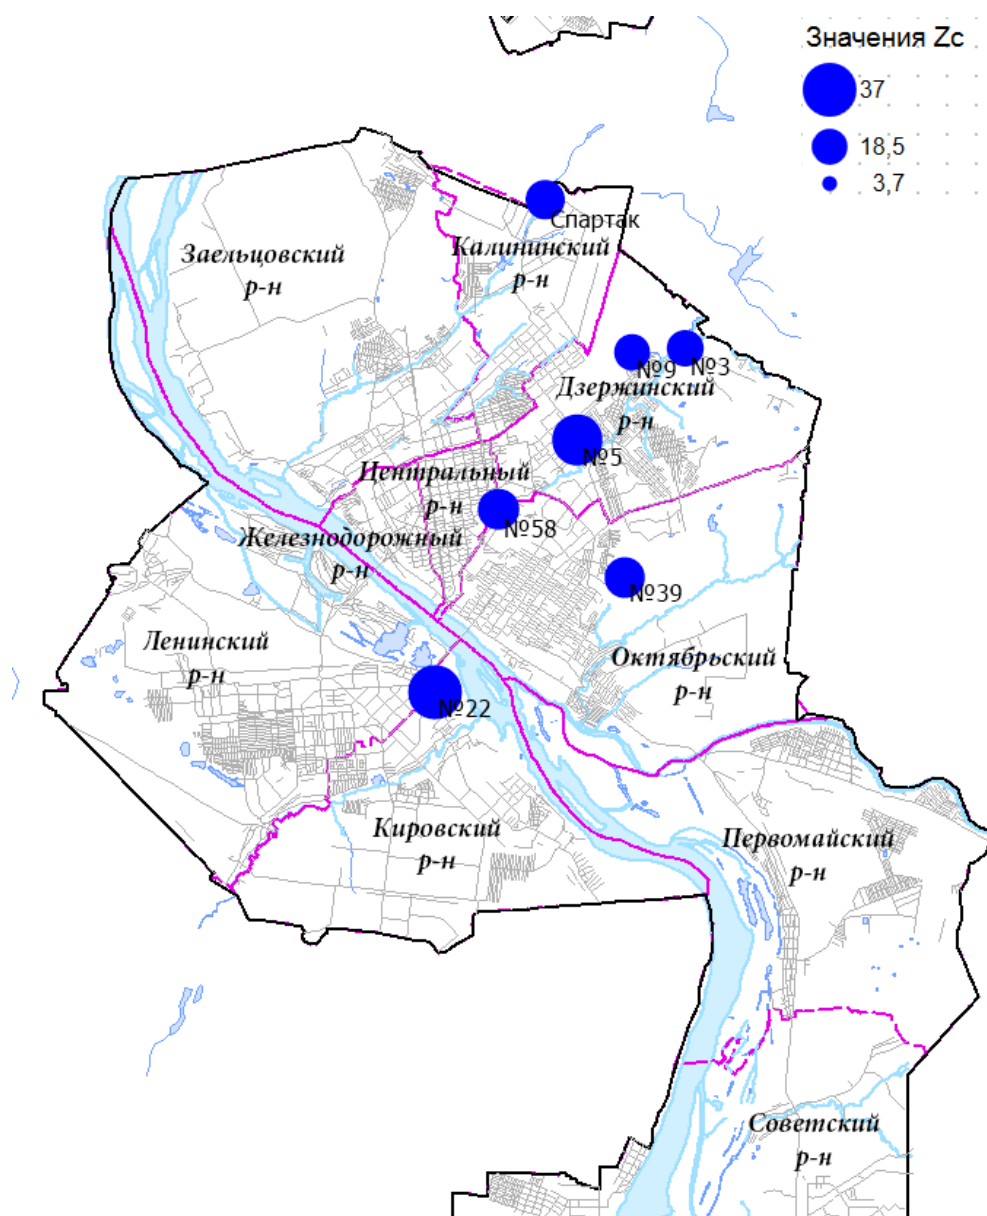 Значения Zc
37
18,5
3,7
Спартак
Калининский
р-н
Заельцовский
р-н
№9
№3
Дзержинский
р-н
№5
Центральный
р-н
№58
Железнодорожный
р-н
№39
Ленинский
р-н
Октябрьский
р-н
№22
Кировский
р-н
Первомайский
р-н
Советский
р-н